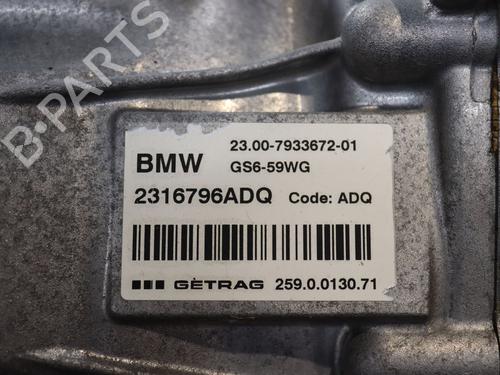 B-PARTS
23.00-7933672-01
BMW GS6-59WG
2316796ADQ Code: ADQ
GETRAG 259.0.0130.71